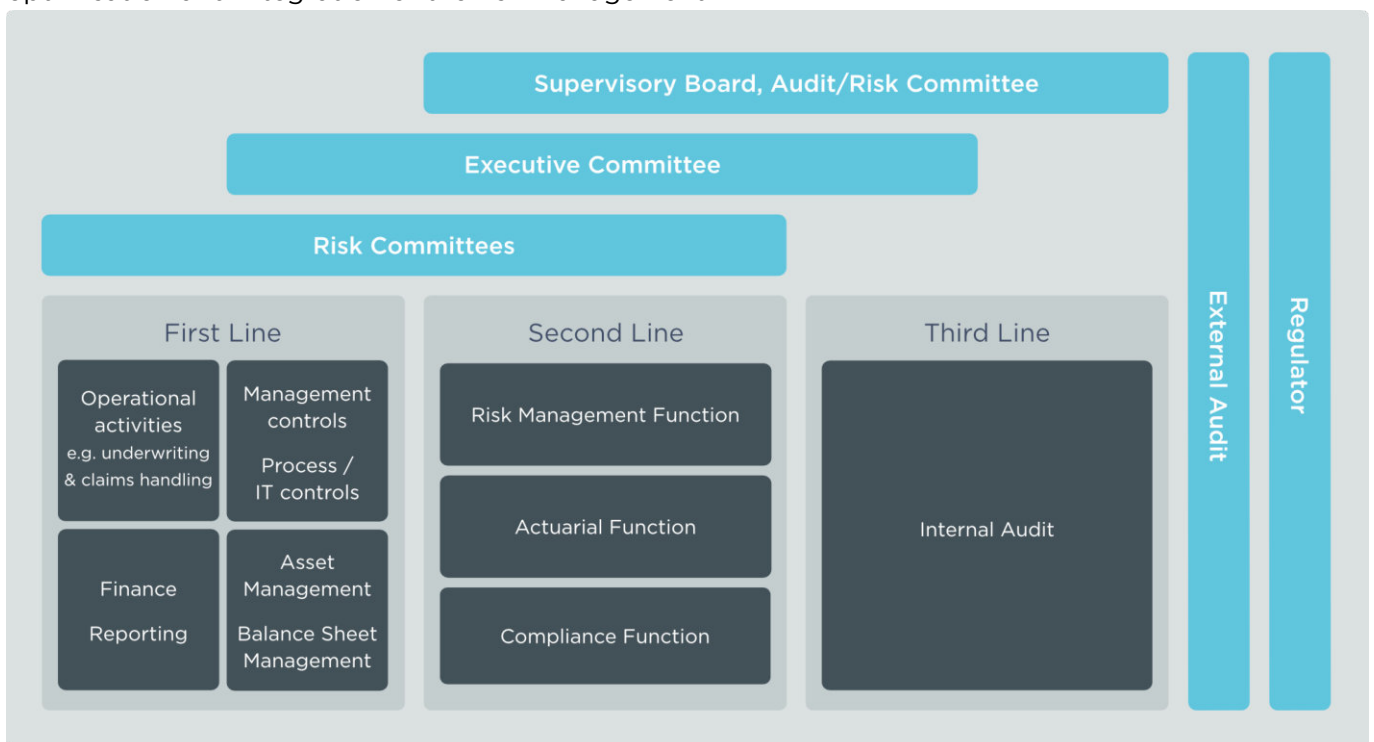 Supervisory Board, Audit/Risk Committee
Executive Committee
Risk Committees
First Line
Operational
activities
e.g. underwriting
& claims handling
Management
controls
Process /
IT controls
Finance
Reporting
Asset
Management
Balance Sheet
Management
Second Line
Risk Management Function
Actuarial Function
Compliance Function
Third Line
Internal Audit
External Audit
Regulator